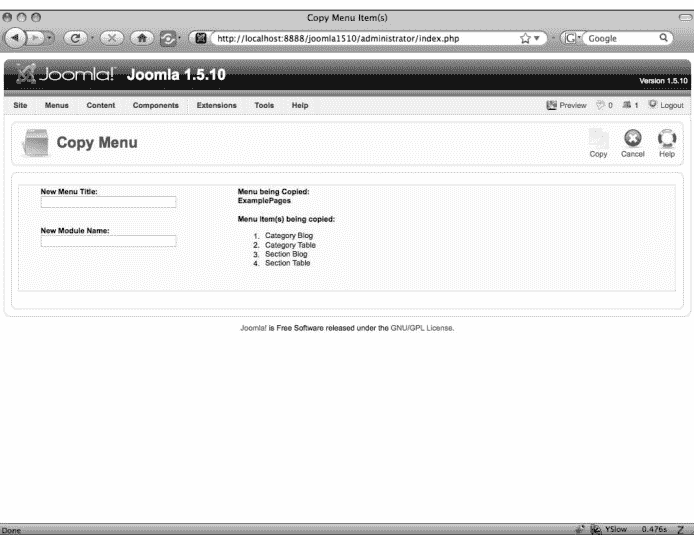 Copy Menu Item(s)
http://localhost:8888/joomla1510/administrator/index.php
G
Google
Joomla! Joomla 1.5.10
Version 1.5.10
Site Menus Content Components Extensions Tools Help
Preview 0 1 Logout
Copy Menu
Copy Cancel Help
New Menu Title:
New Module Name:
Menu being Copied:
ExamplePages
Menu Item(s) being copied:
1. Category Blog
2. Category Table
3. Section Blog
4. Section Table
Joomla! is Free Software released under the GNU/GPL License.
Done
YSlow 0.476s